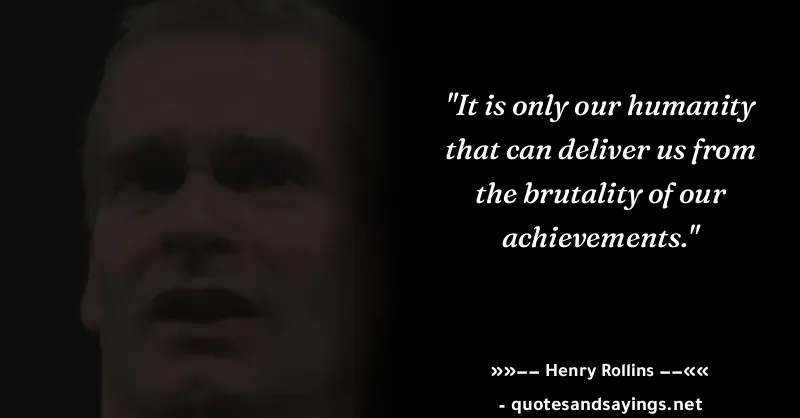 "It is only our humanity
that can deliver us from
the brutality of our
achievements."
»»–– Henry Rollins ––««
- quotesandsayings.net